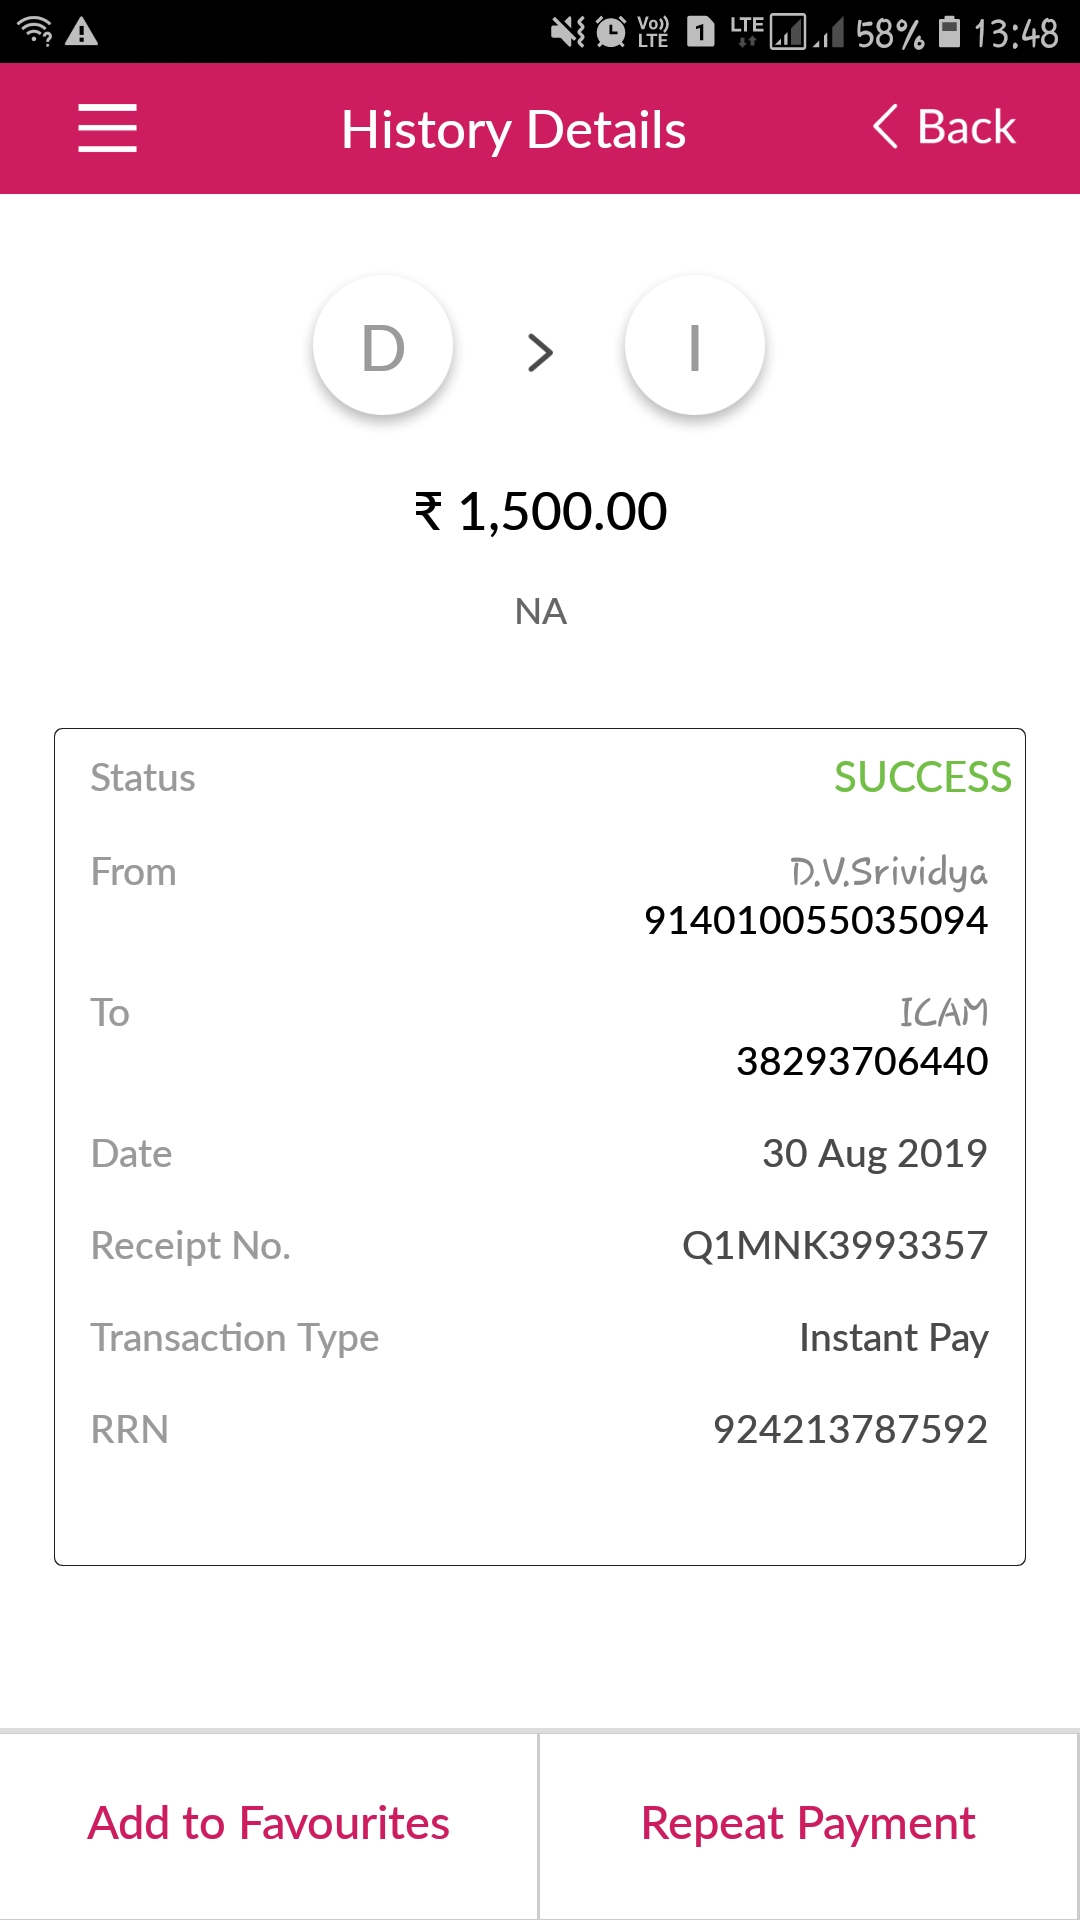 Vo)) LTE 1 LTE 58% 13:48
History Details
Back
D > I
₹ 1,500.00
NA
Status SUCCESS
From D.V.Srividya
914010055035094
To ICAM
38293706440
Date 30 Aug 2019
Receipt No. Q1MNK3993357
Transaction Type Instant Pay
RRN 924213787592
Add to Favourites
Repeat Payment